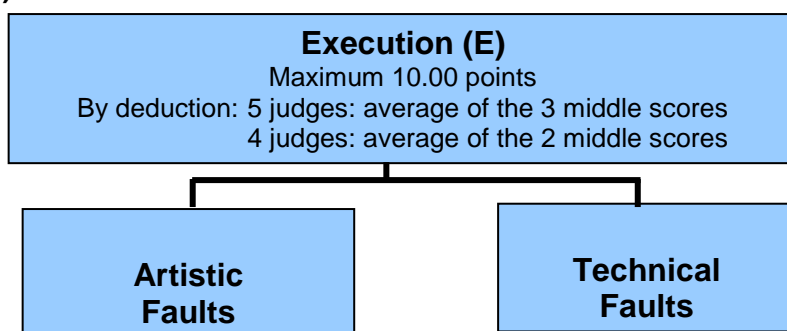 )
Execution (E)
Maximum 10.00 points
By deduction: 5 judges: average of the 3 middle scores
4 judges: average of the 2 middle scores
Artistic
Faults
Technical
Faults